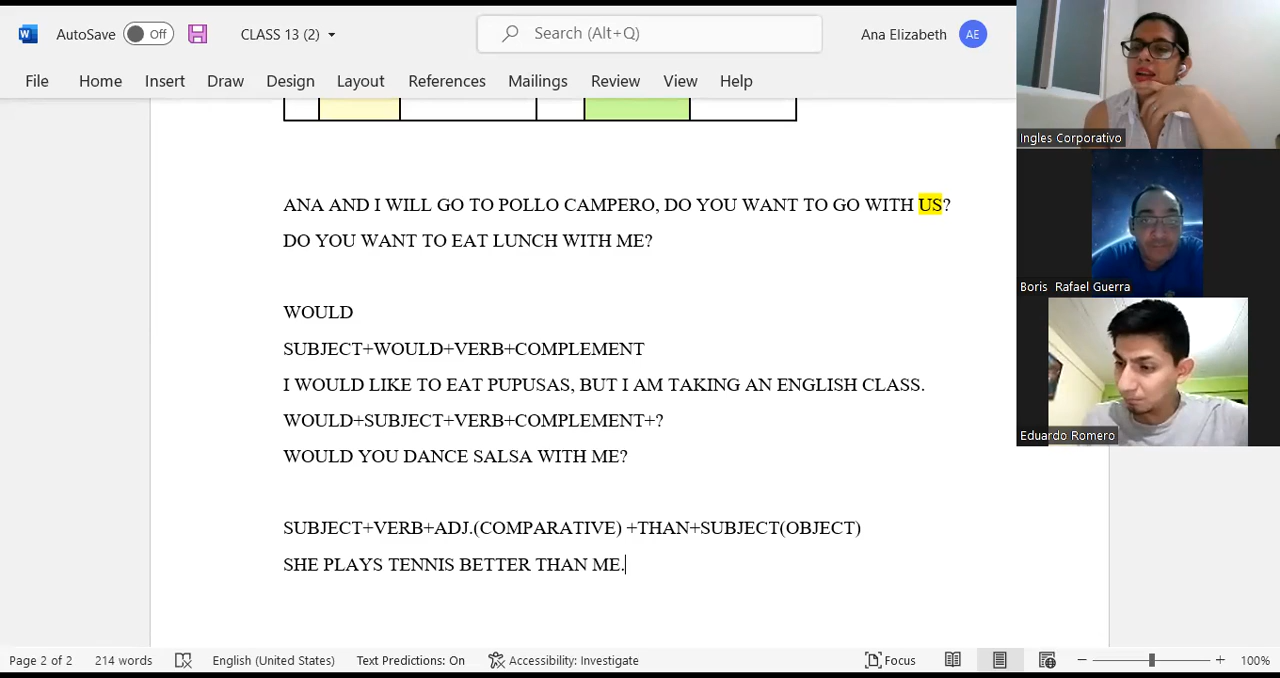 AutoSave Off CLASS 13 (2) Search (Alt+Q) Ana Elizabeth AE
File Home Insert Draw Design Layout References Mailings Review View Help
Ingles Corporativo
Boris Rafael Guerra
Eduardo Romero
ANA AND I WILL GO TO POLLO CAMPERO, DO YOU WANT TO GO WITH US?
DO YOU WANT TO EAT LUNCH WITH ME?
WOULD
SUBJECT+WOULD+VERB+COMPLEMENT
I WOULD LIKE TO EAT PUPUSAS, BUT I AM TAKING AN ENGLISH CLASS.
WOULD+SUBJECT+VERB+COMPLEMENT+?
WOULD YOU DANCE SALSA WITH ME?
SUBJECT+VERB+ADJ.(COMPARATIVE) +THAN+SUBJECT(OBJECT)
SHE PLAYS TENNIS BETTER THAN ME.
Page 2 of 2 214 words English (United States) Text Predictions: On Accessibility: Investigate Focus 100%